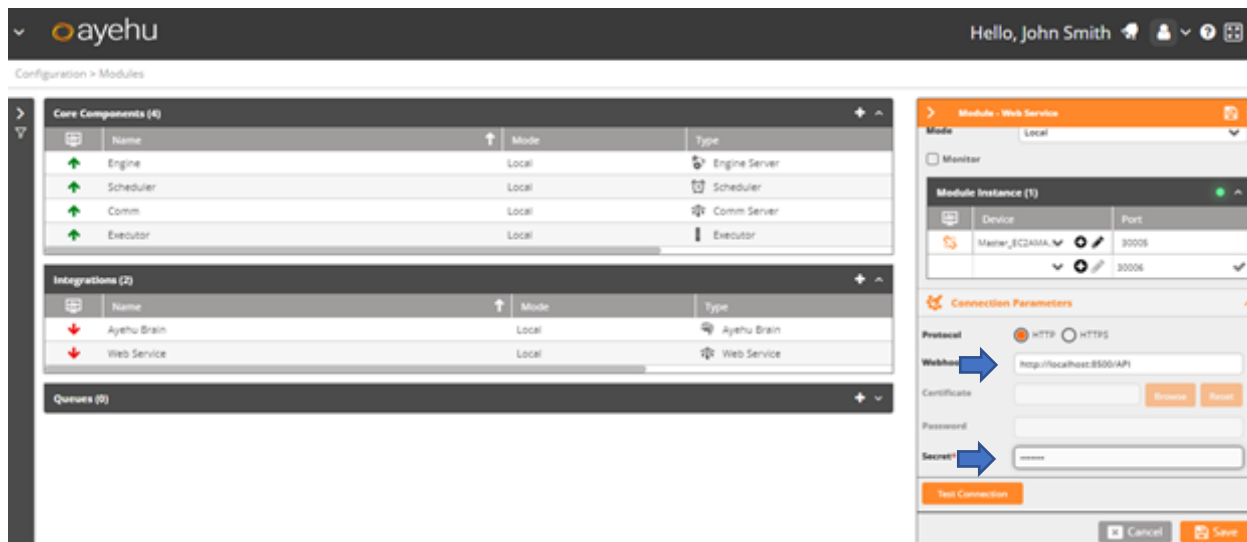 ayehu
Hello, John Smith
Configuration > Modules
Core Components (4)
Name Mode Type
Engine Local Engine Server
Scheduler Local Scheduler
Comm Local Comm Server
Executor Local Executor
Integrations (2)
Name Mode Type
Ayehu Brain Local Ayehu Brain
Web Service Local Web Service
Queues (0)
Module - Web Service
Mode Local
Monitor
Module Instance (1)
Device Port
Master_EC2AMA. 30005
30006
Connection Parameters
Protocol HTTP HTTPS
Webhoo http://localhost:8500/API
Certificate Browse Reset
Password
Secret*
Test Connection
Cancel Save